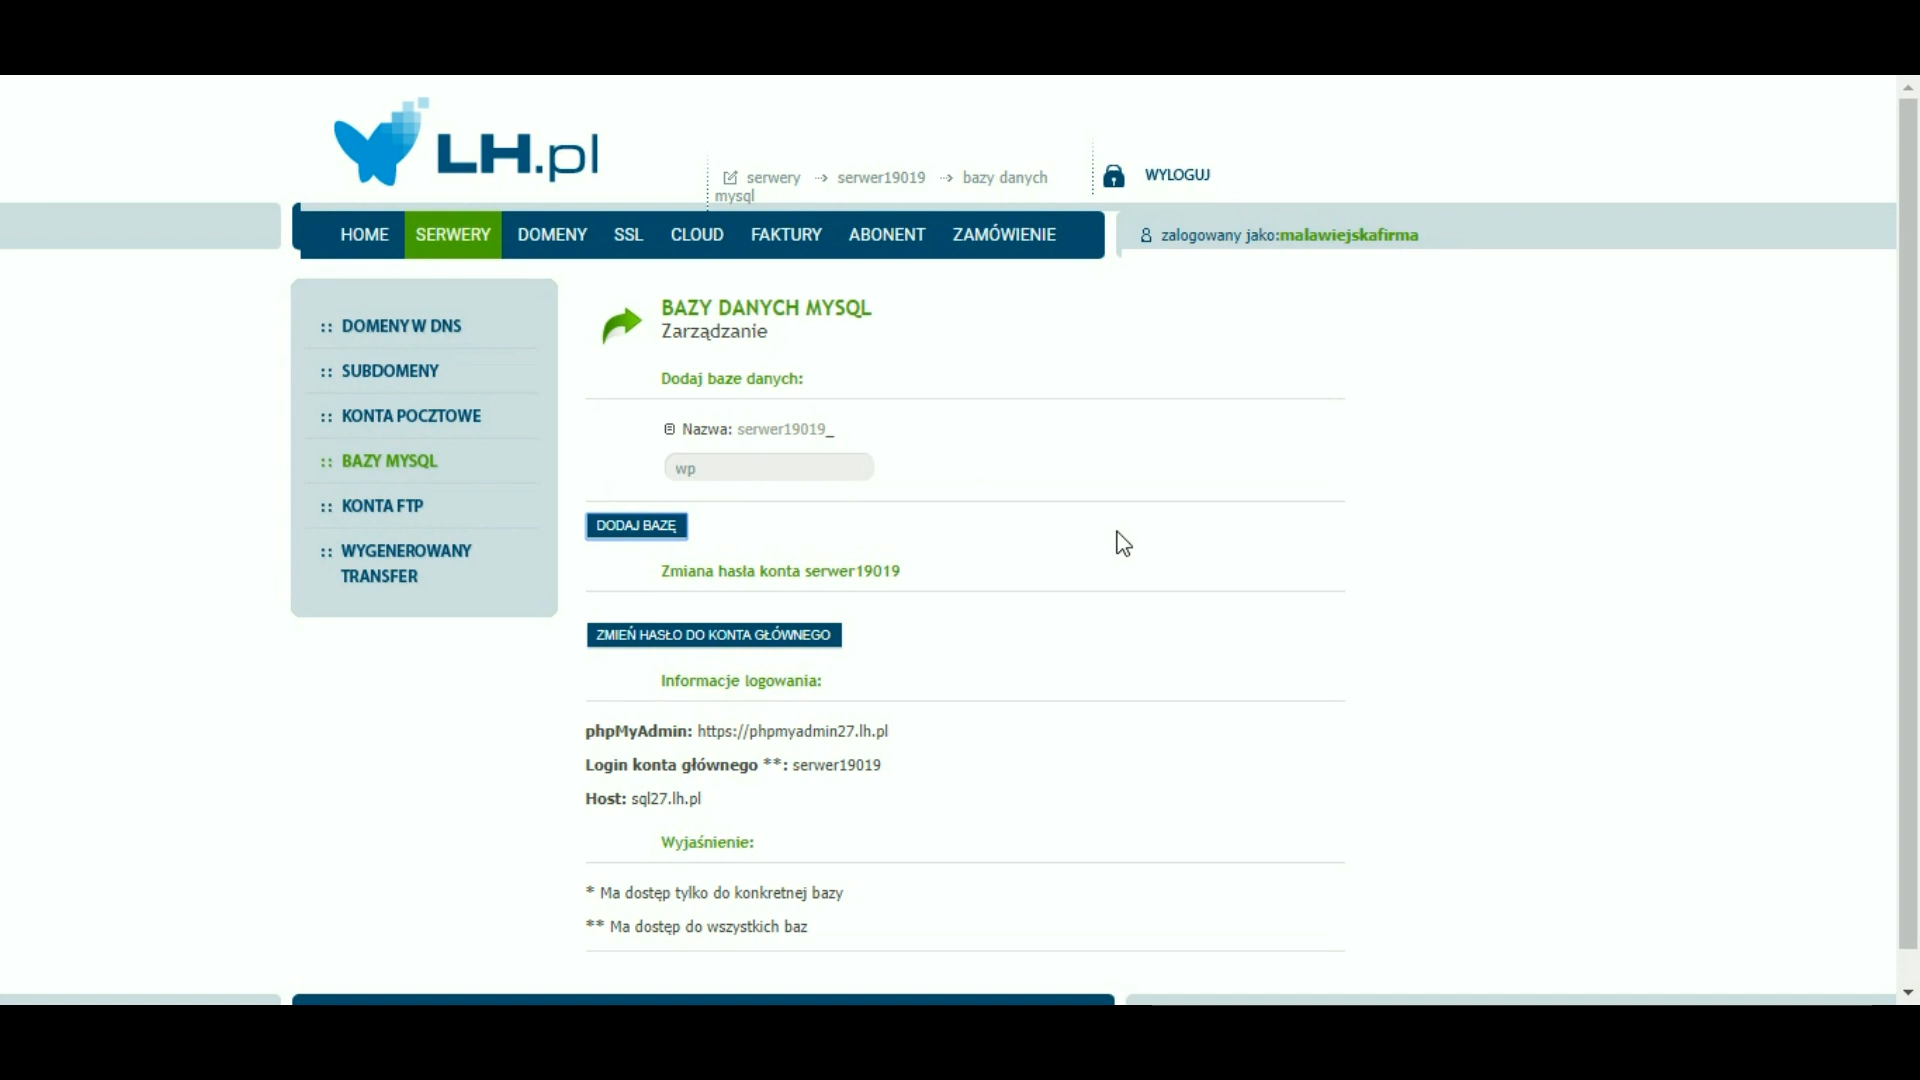 LH.pl
serwery ··> serwer19019 ··> bazy danych
mysql
WYLOGUJ
HOME SERWERY DOMENY SSL CLOUD FAKTURY ABONENT ZAMÓWIENIE
zalogowany jako:malawiejskafirma
:: DOMENY W DNS
:: SUBDOMENY
:: KONTA POCZTOWE
:: BAZY MYSQL
:: KONTA FTP
:: WYGENEROWANY
TRANSFER
BAZY DANYCH MYSQL
Zarządzanie
Dodaj baze danych:
Nazwa: serwer19019_
wp
DODAJ BAZĘ
Zmiana hasła konta serwer19019
ZMIEŃ HASŁO DO KONTA GŁÓWNEGO
Informacje logowania:
phpMyAdmin: https://phpmyadmin27.lh.pl
Login konta głównego **: serwer19019
Host: sql27.lh.pl
Wyjaśnienie:
* Ma dostęp tylko do konkretnej bazy
** Ma dostęp do wszystkich baz